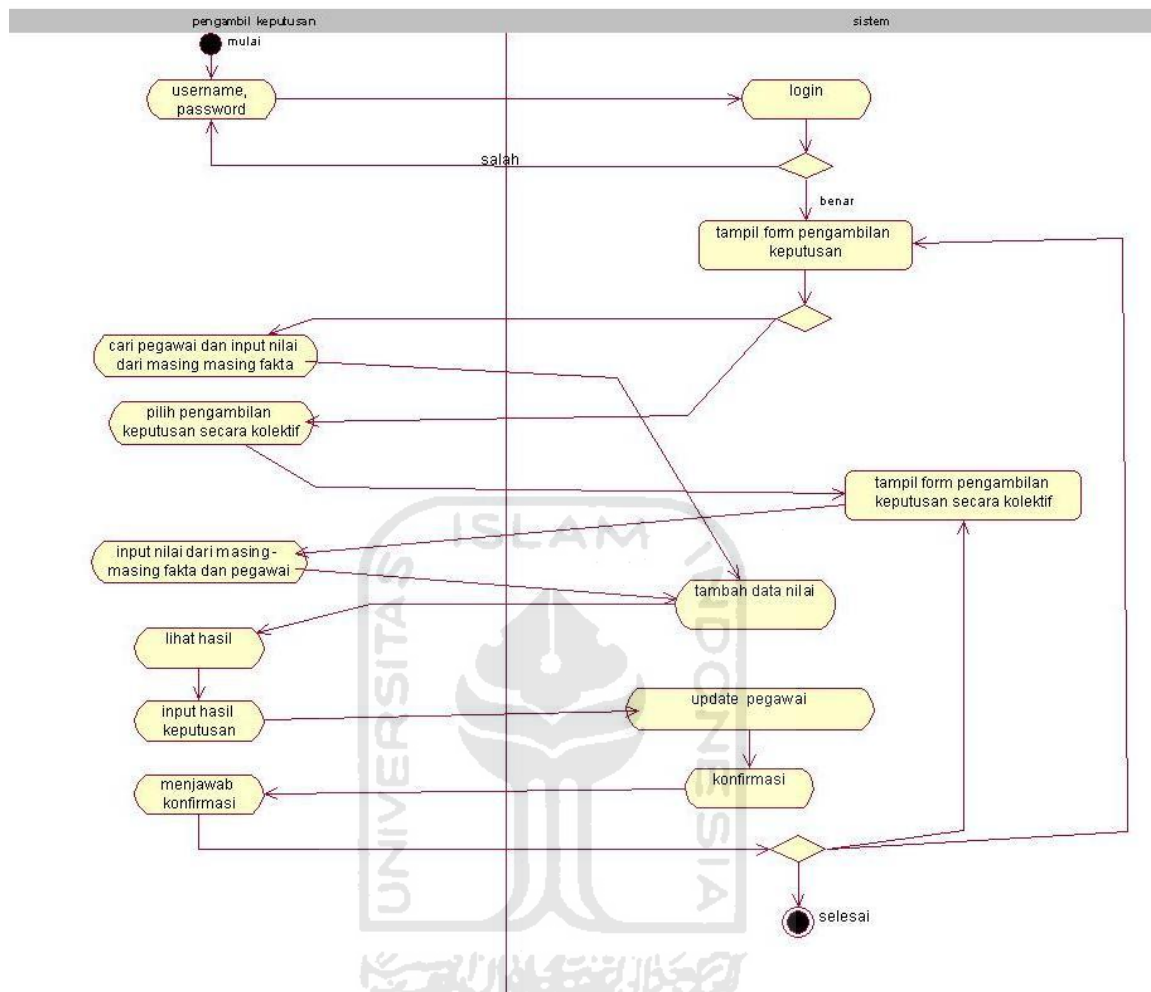 pengambil keputusan
sistem
mulai
username,
password
login
salah
benar
tampil form pengambilan
keputusan
cari pegawai dan input nilai
dari masing masing fakta
pilih pengambilan
keputusan secara kolektif
tampil form pengambilan
keputusan secara kolektif
input nilai dari masing-
masing fakta dan pegawai
tambah data nilai
lihat hasil
input hasil
keputusan
update pegawai
menjawab
konfirmasi
konfirmasi
selesai
UNIVERSITAS
ISLAM
INDONESIA